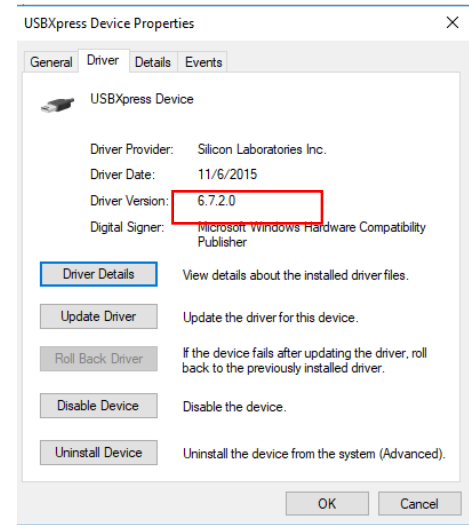 USBXpress Device Properties
General Driver Details Events
USBXpress Device
Driver Provider: Silicon Laboratories Inc.
Driver Date: 11/6/2015
Driver Version: 6.7.2.0
Digital Signer: Microsoft Windows Hardware Compatibility
Publisher
Driver Details View details about the installed driver files.
Update Driver Update the driver for this device.
Roll Back Driver If the device fails after updating the driver, roll
back to the previously installed driver.
Disable Device Disable the device.
Uninstall Device Uninstall the device from the system (Advanced).
OK Cancel